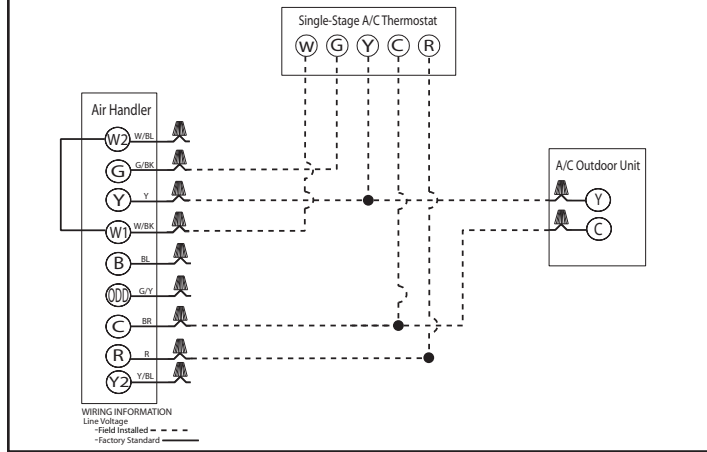 Single-Stage A/C Thermostat
W G Y C R
Air Handler
W2 W/BL
G G/BK
Y Y
W1 W/BK
B BL
ODD G/Y
C BR
R R
Y2 Y/BL
A/C Outdoor Unit
Y
C
WIRING INFORMATION
Line Voltage
-Field Installed
-Factory Standard